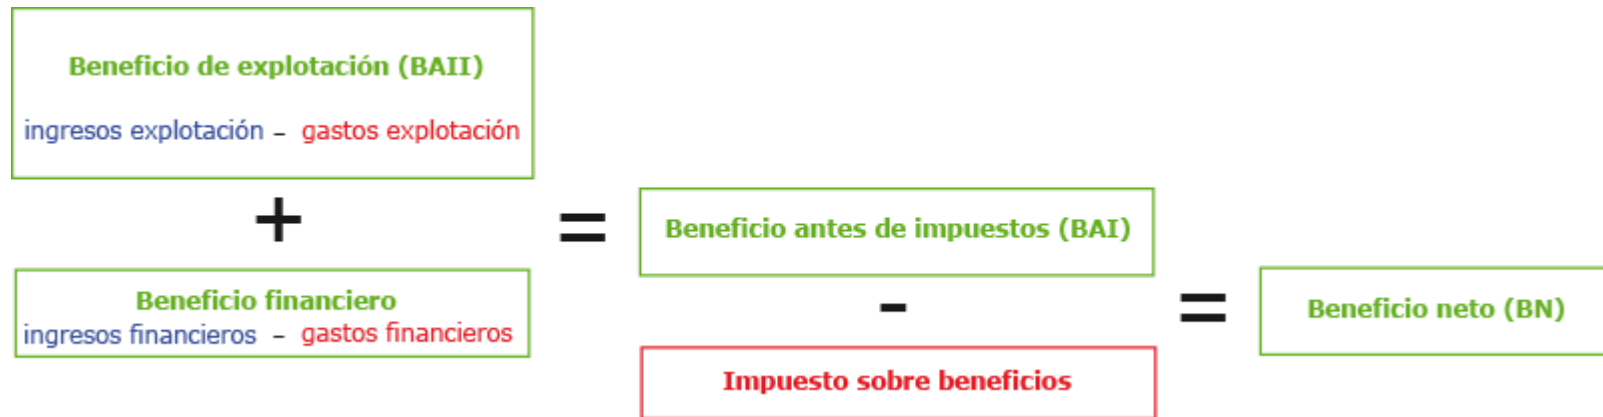 Beneficio de explotación (BAII)
ingresos explotación - gastos explotación
+
Beneficio financiero
ingresos financieros - gastos financieros
=
Beneficio antes de impuestos (BAI)
-
Impuesto sobre beneficios
=
Beneficio neto (BN)